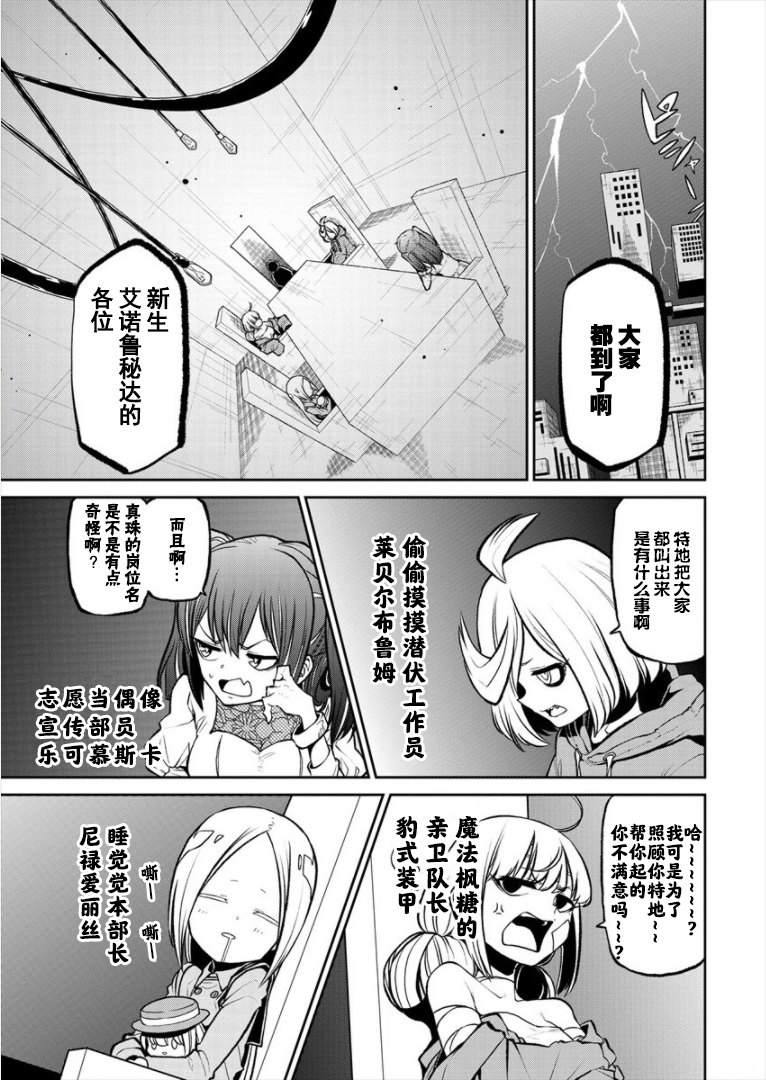 ピシャ
大家
都到了啊
新生
艾诺鲁秘达的
各位
特地把大家
都叫出来
是有什么事啊
偷偷摸摸潜伏工作员
莱贝尔布鲁姆
而且啊…
真珠的岗位名
是不是有点
奇怪啊？
志愿当偶像
宣传部员
乐可慕斯卡
哈~~~~~~？
我可是为了
照顾你特地~~
帮你起的
你不满意吗~~？
魔法枫糖的
亲卫队长
豹式装甲
睡觉觉本部长
尼禄爱丽丝
嘶—
嘶—